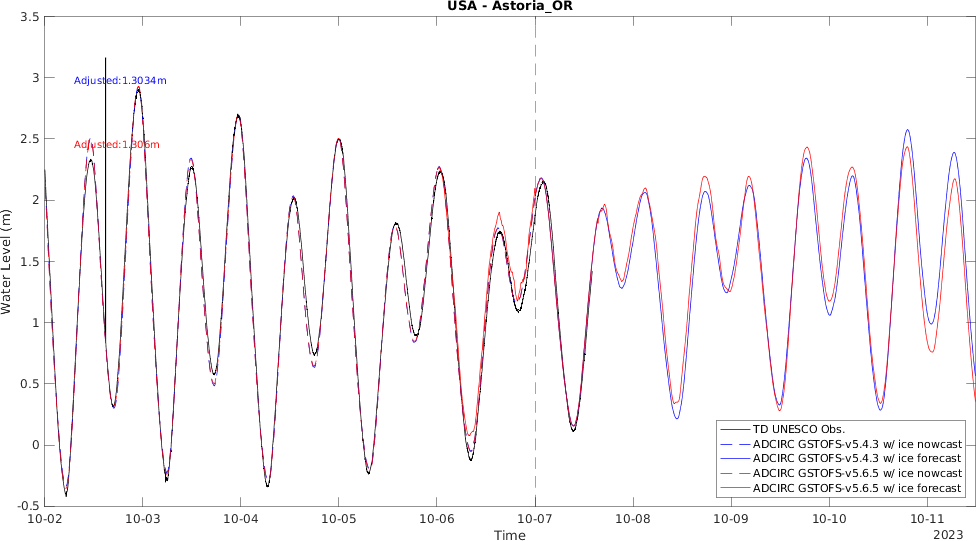 USA - Astoria_OR
3.5
3
2.5
2
1.5
1
0.5
0
-0.5
Water Level (m)
Adjusted:1.3034m
Adjusted:1.306m
TD UNESCO Obs.
ADCIRC GSTOFS-v5.4.3 w/ ice nowcast
ADCIRC GSTOFS-v5.4.3 w/ ice forecast
ADCIRC GSTOFS-v5.6.5 w/ ice nowcast
ADCIRC GSTOFS-v5.6.5 w/ ice forecast
10-02 10-03 10-04 10-05 10-06 10-07 10-08 10-09 10-10 10-11
Time
2023